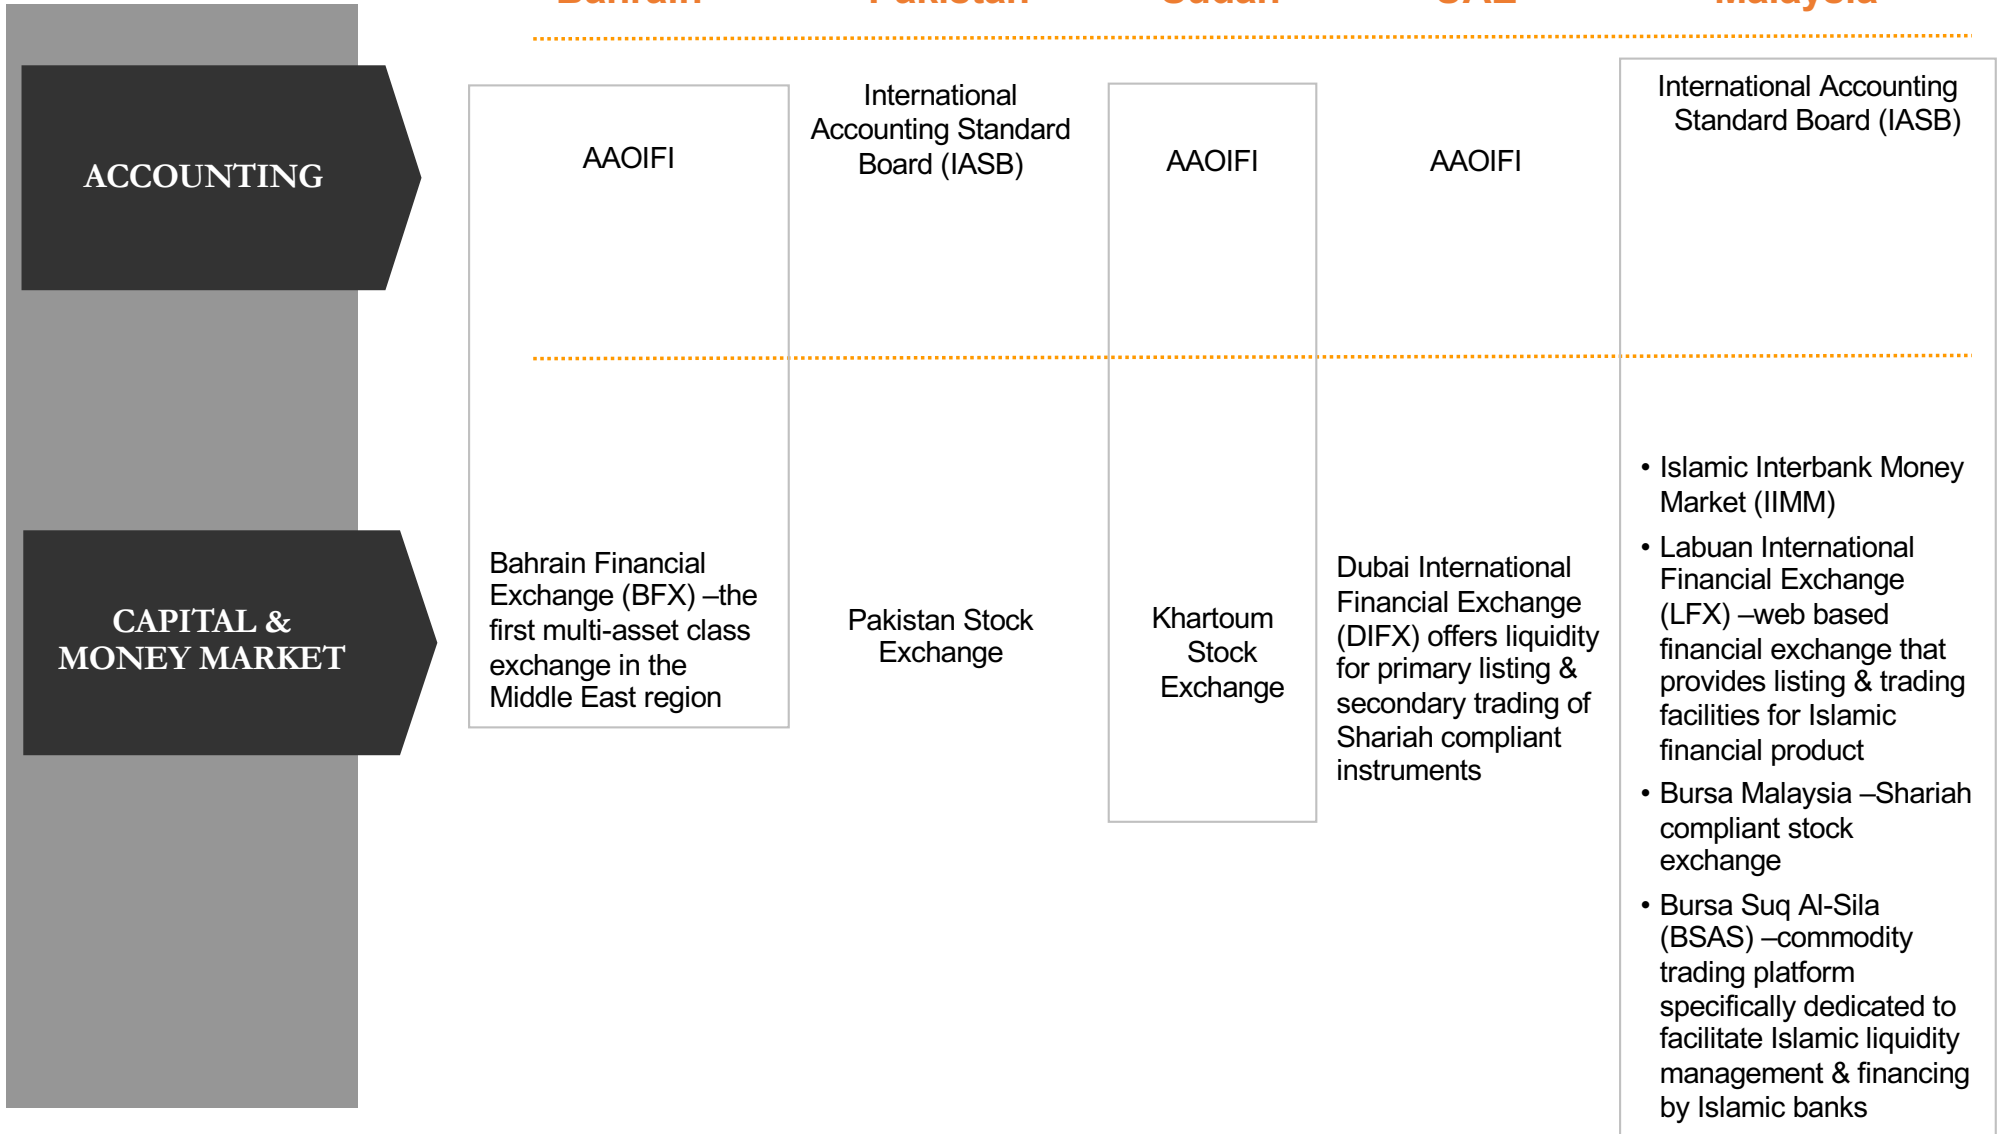 Bahrain
Pakistan
Sudan
UAE
Malaysia
ACCOUNTING
AAOIFI
International
Accounting Standard
Board (IASB)
AAOIFI
AAOIFI
International Accounting
Standard Board (IASB)
CAPITAL &
MONEY MARKET
Bahrain Financial
Exchange (BFX) –the
first multi-asset class
exchange in the
Middle East region
Pakistan Stock
Exchange
Khartoum
Stock
Exchange
Dubai International
Financial Exchange
(DIFX) offers liquidity
for primary listing &
secondary trading of
Shariah compliant
instruments
• Islamic Interbank Money
Market (IIMM)
• Labuan International
Financial Exchange
(LFX) –web based
financial exchange that
provides listing & trading
facilities for Islamic
financial product
• Bursa Malaysia –Shariah
compliant stock
exchange
• Bursa Suq Al-Sila
(BSAS) –commodity
trading platform
specifically dedicated to
facilitate Islamic liquidity
management & financing
by Islamic banks